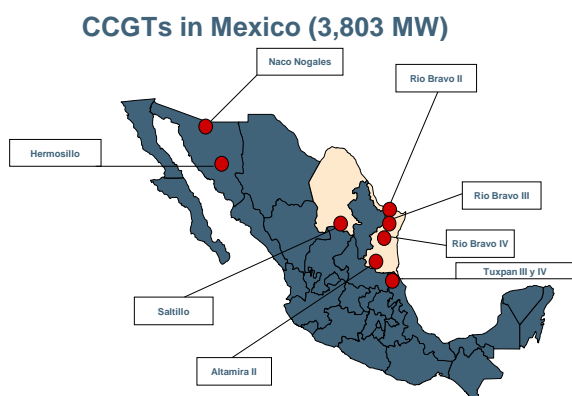 CCGTs in Mexico (3,803 MW)
Naco Nogales
Rio Bravo II
Hermosillo
Rio Bravo III
Rio Bravo IV
Tuxpan III y IV
Saltillo
Altamira II